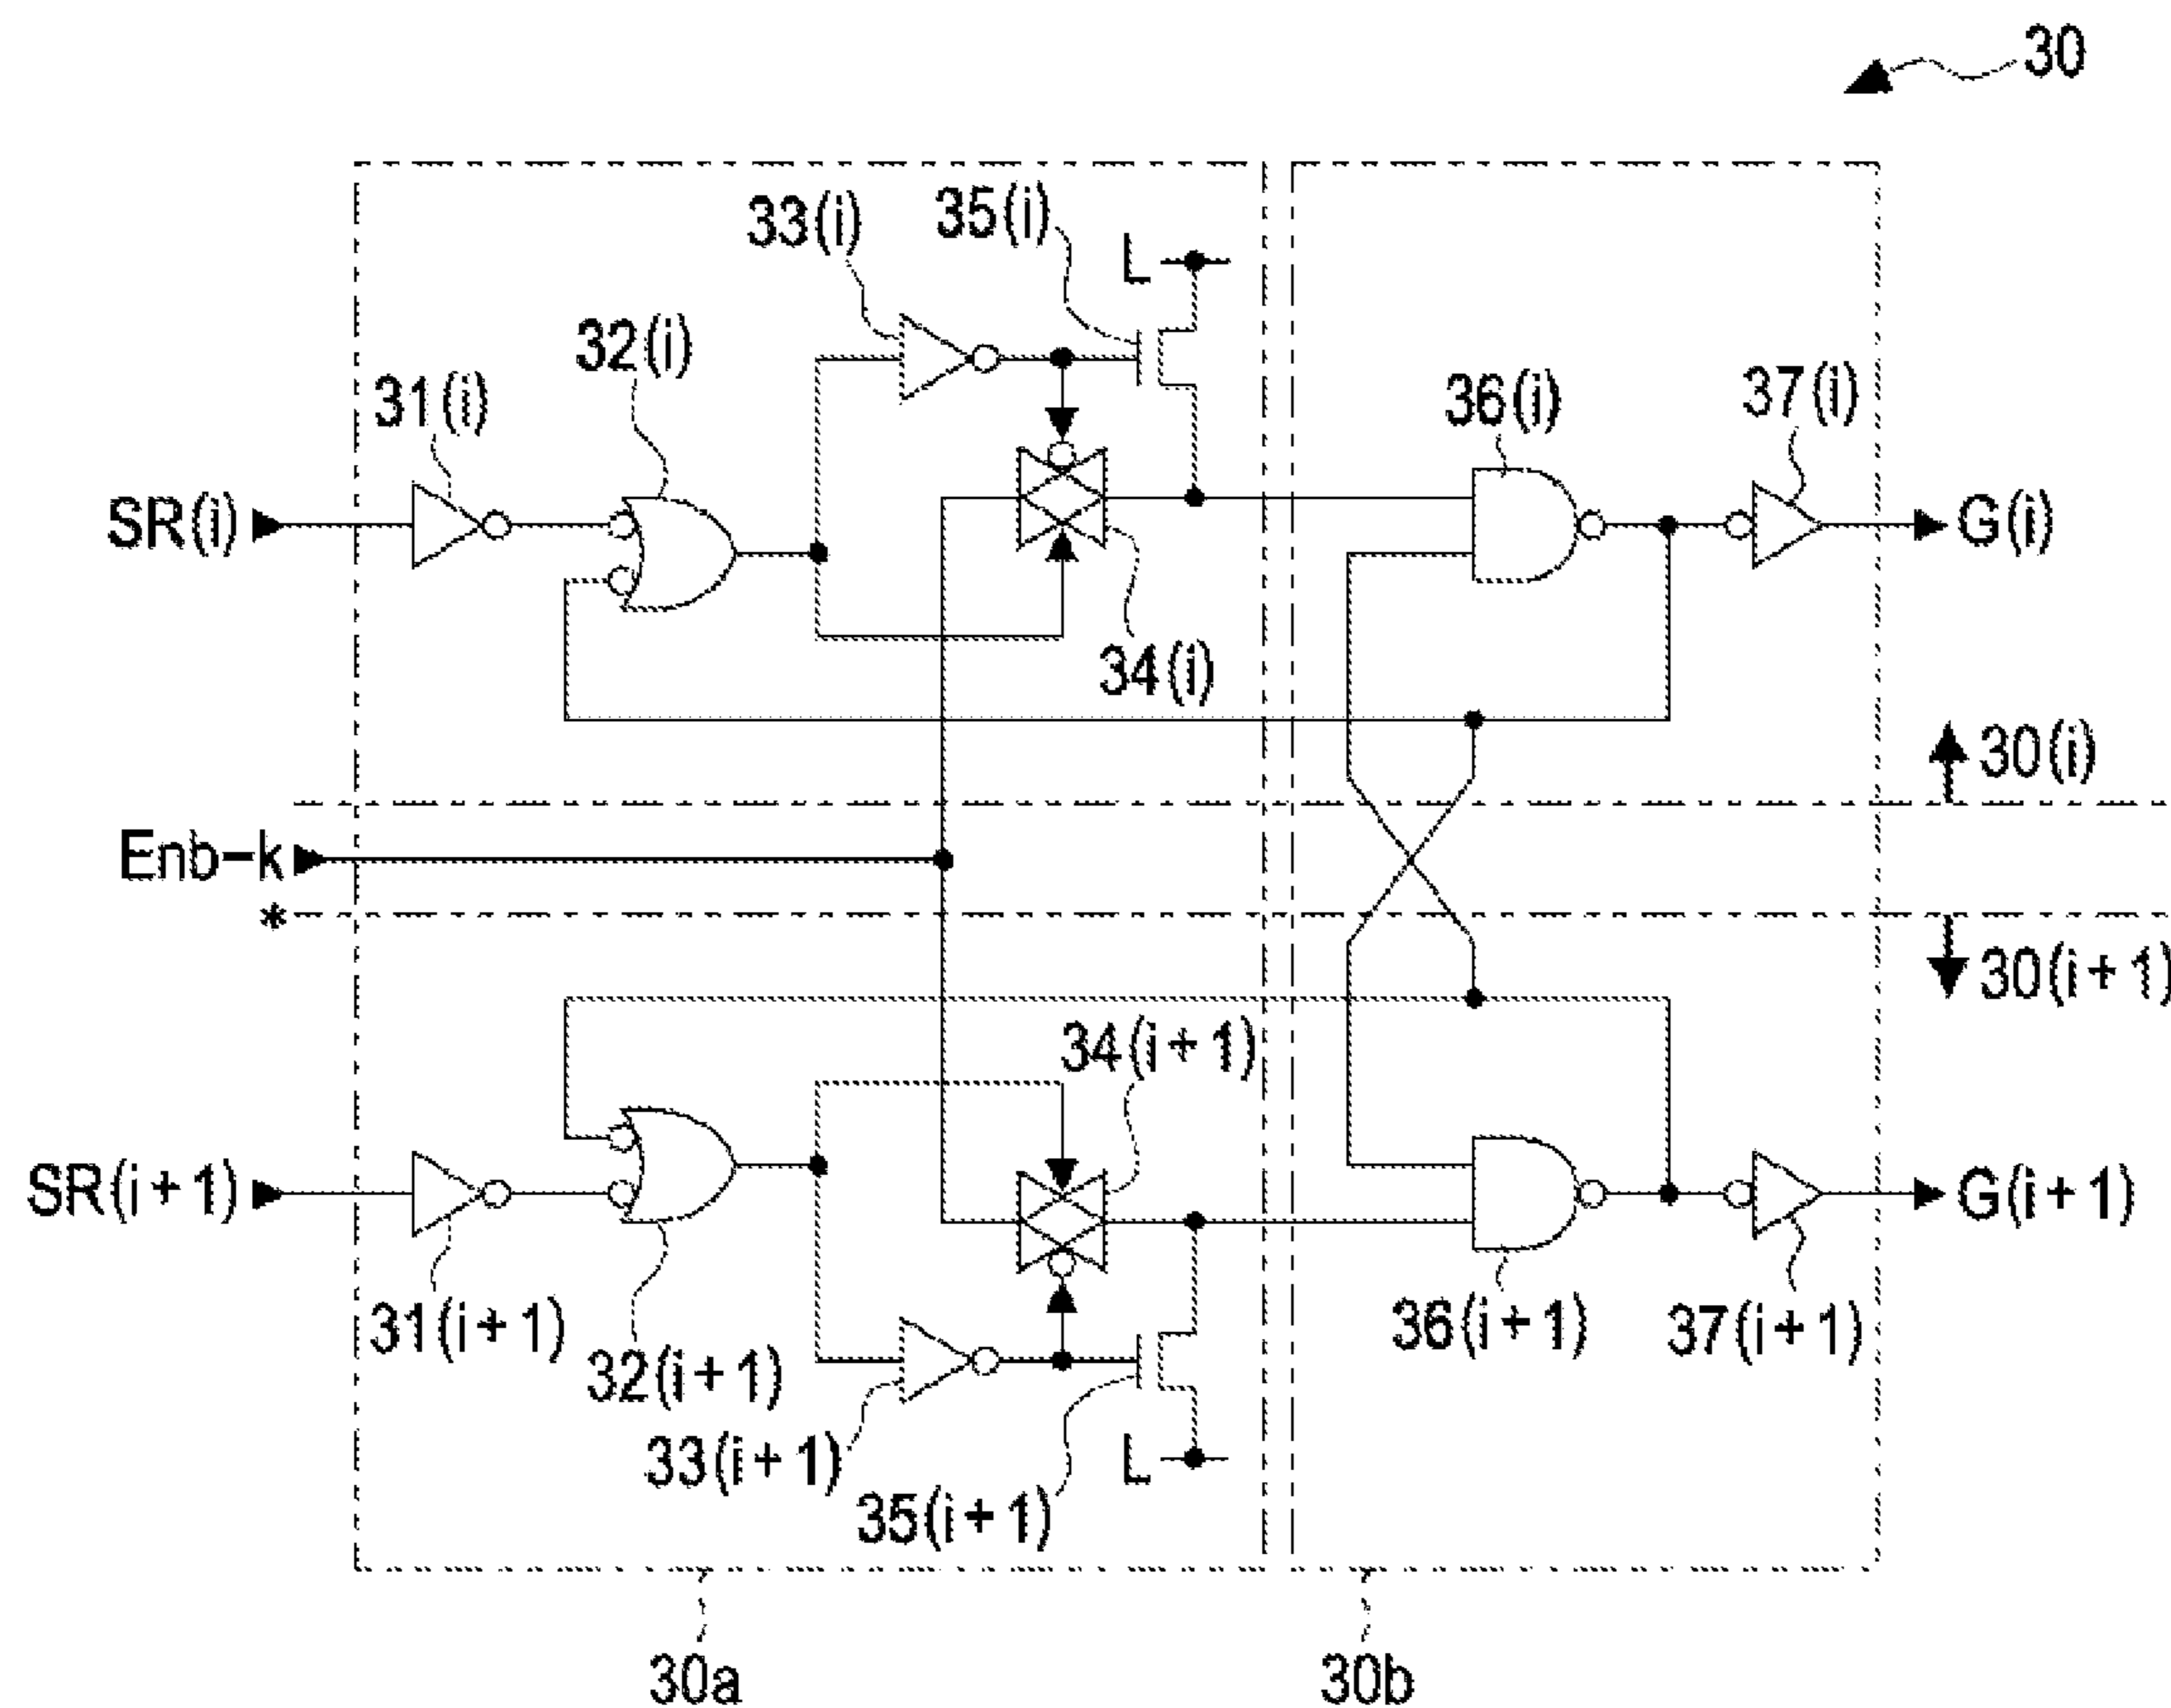 30
33(i)
35(i)
L
32(i)
31(i)
36(i)
37(i)
SR(i)
G(i)
34(i)
30(i)
Enb-k
*
30(i+1)
34(i+1)
SR(i+1)
G(i+1)
31(i+1)
32(i+1)
36(i+1)
37(i+1)
33(i+1)
L
35(i+1)
30a
30b